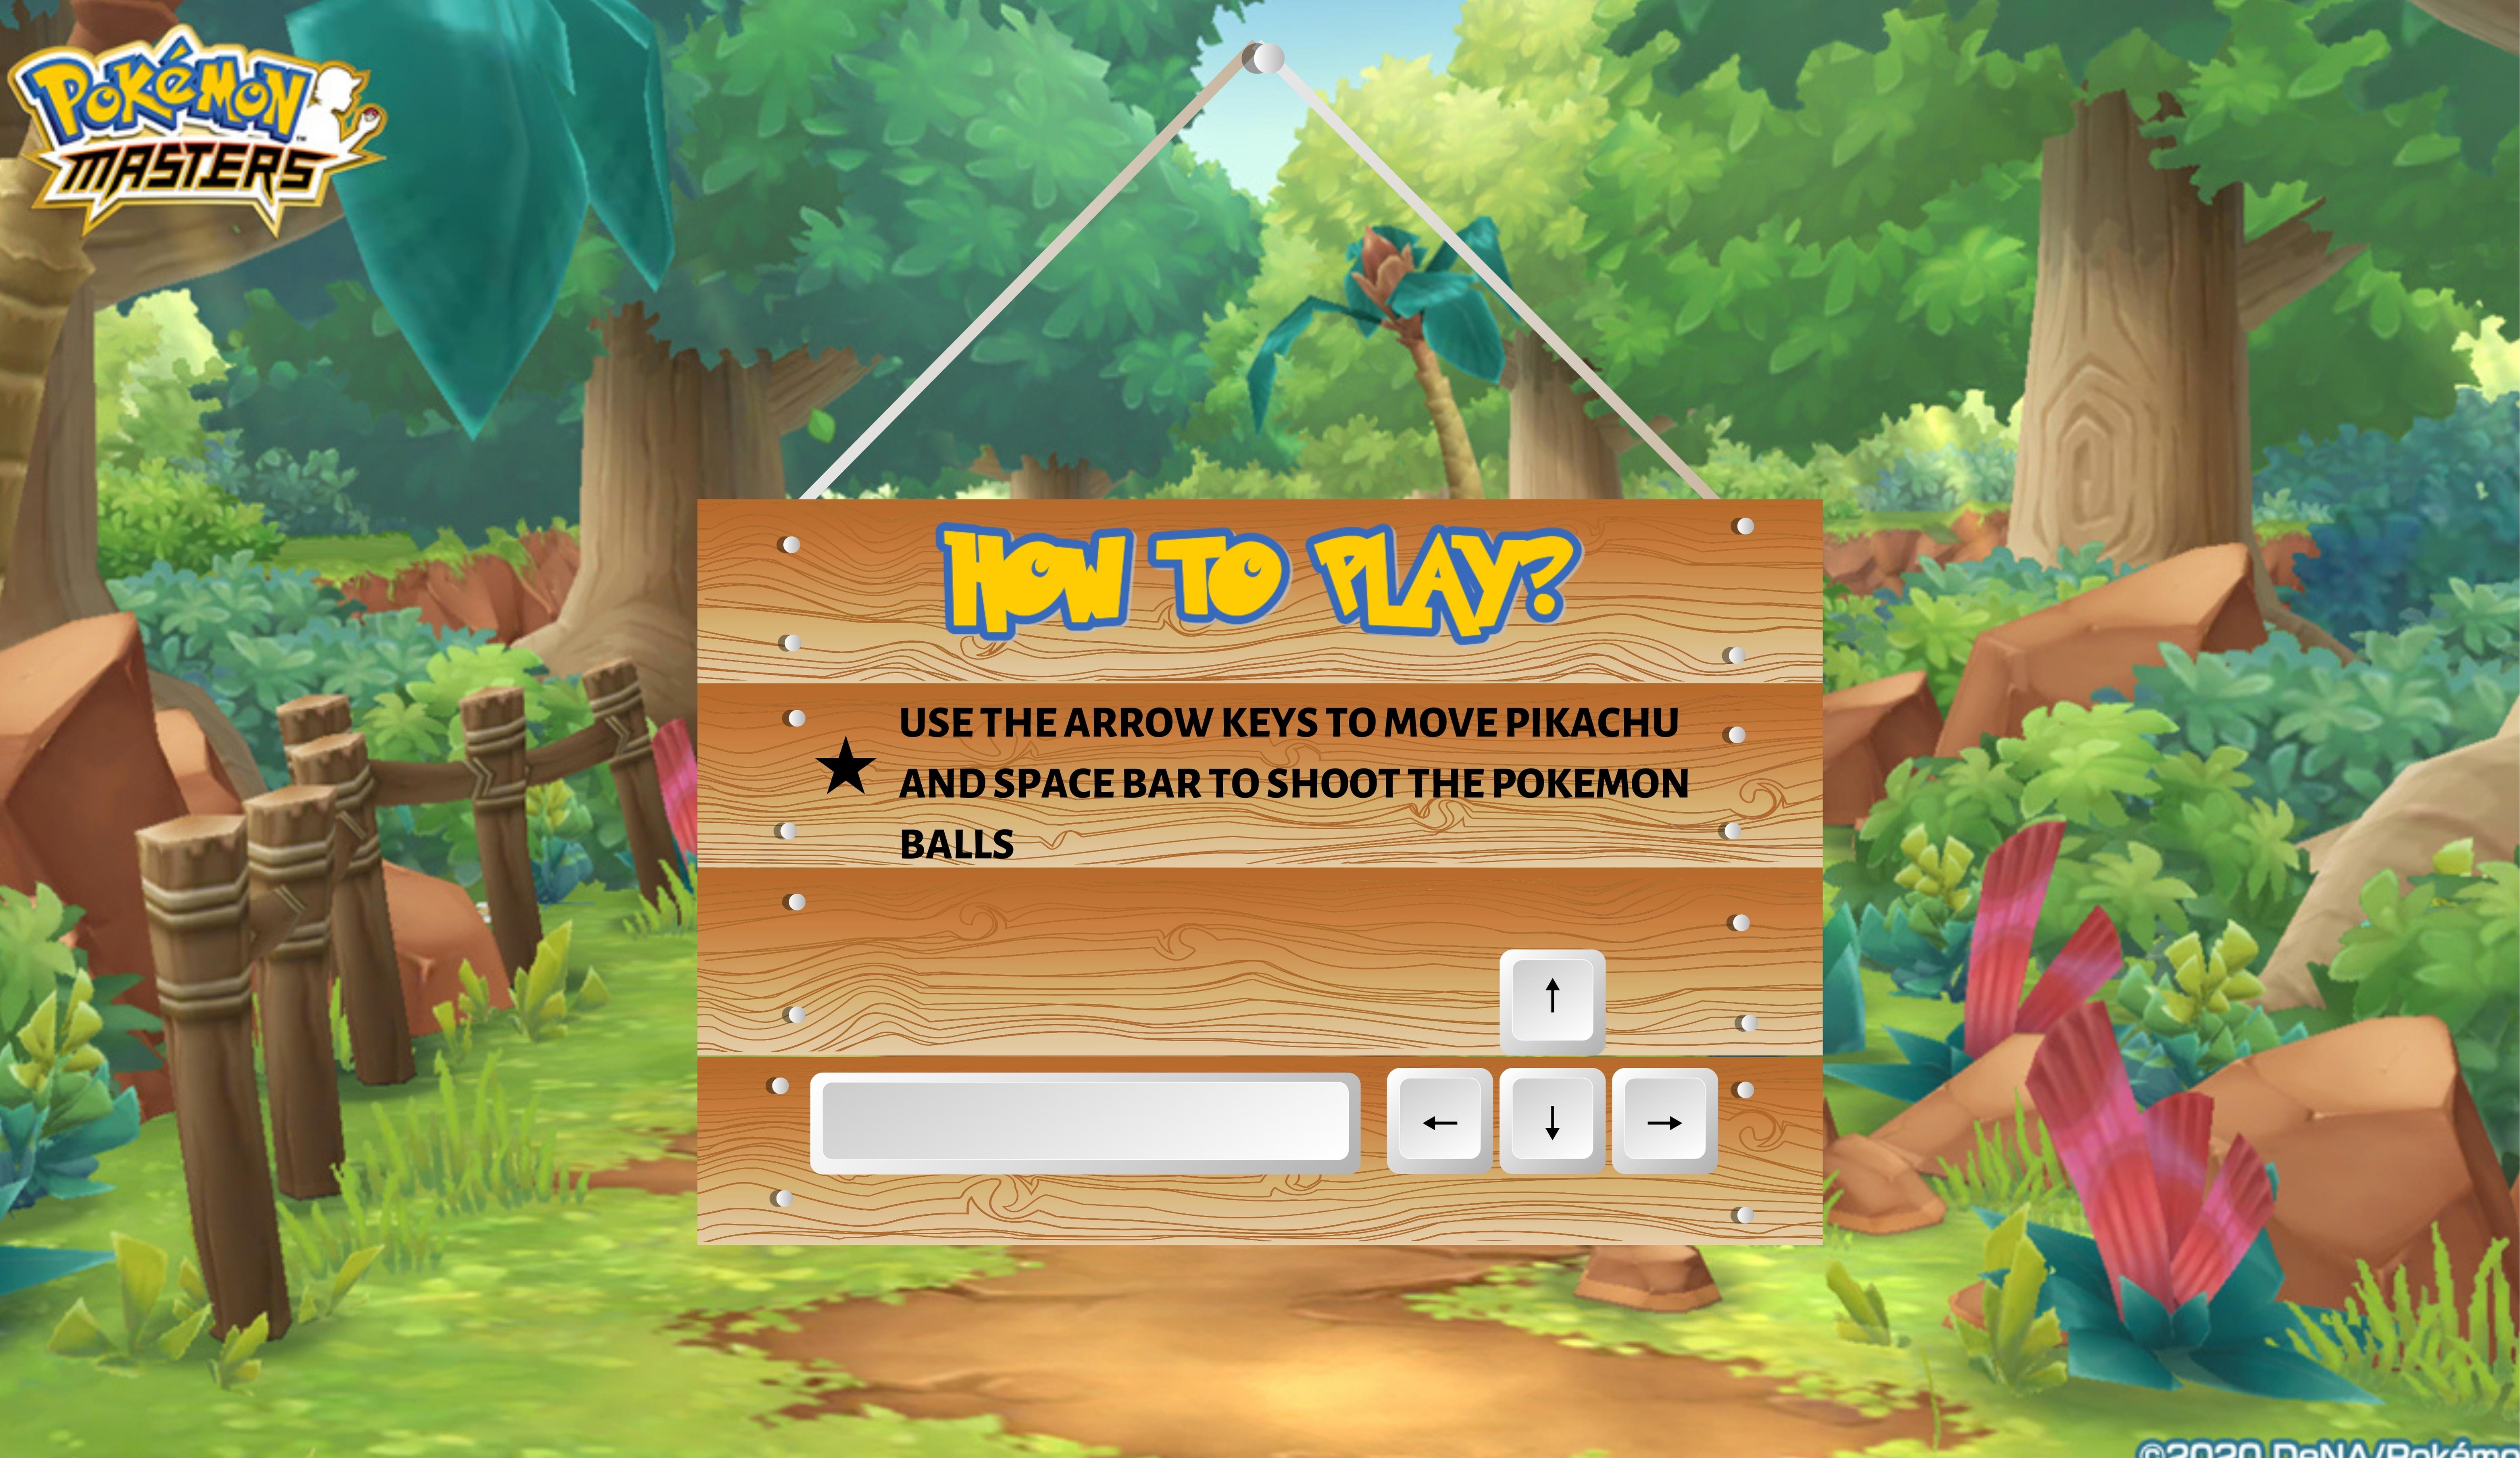 POKéMON
™
MASTERS
HOW TO PLAY?
★ USE THE ARROW KEYS TO MOVE PIKACHU
AND SPACE BAR TO SHOOT THE POKEMON
BALLS
↑
← ↓ →
©2020 DeNA/Pokémo